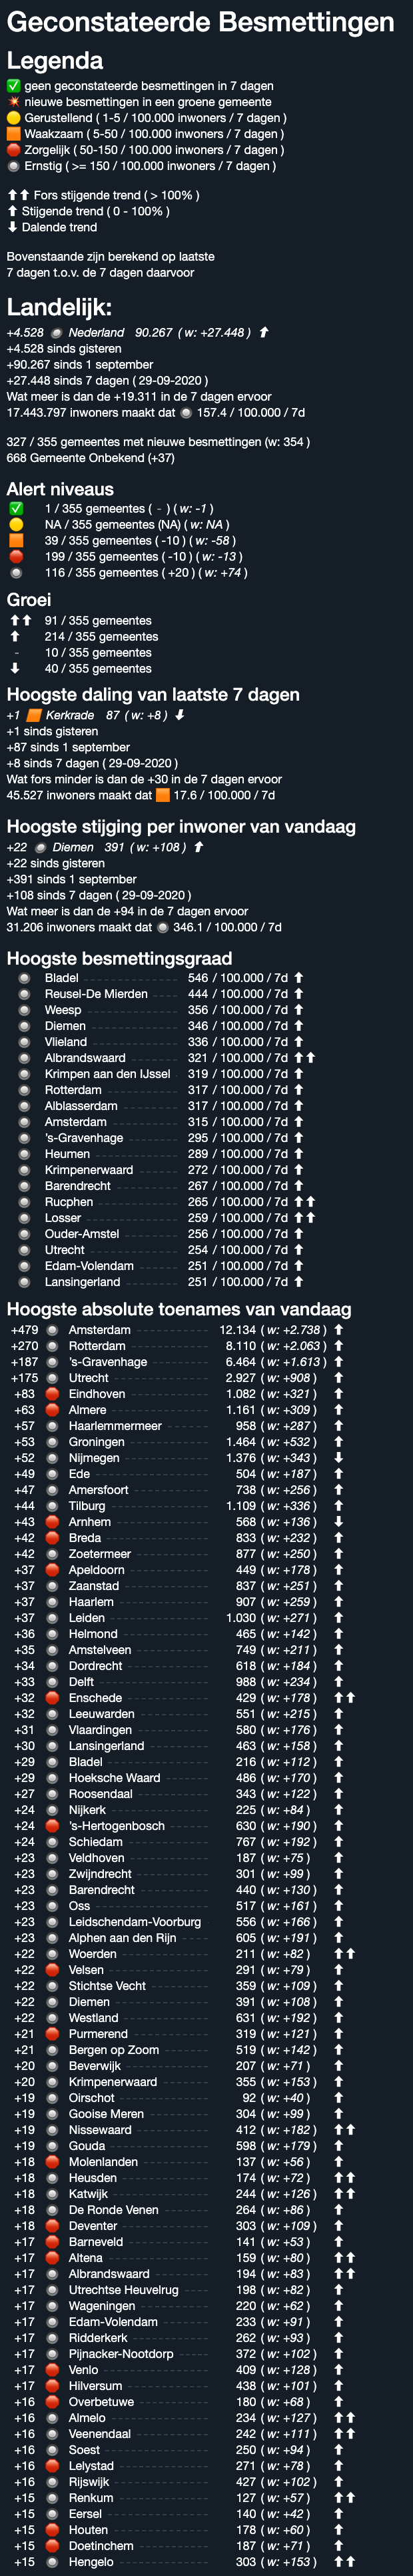 Geconstateerde Besmettingen
Legenda
✅ geen geconstateerde besmettingen in 7 dagen
💥 nieuwe besmettingen in een groene gemeente
🟡 Gerustellend ( 1-5 / 100.000 inwoners / 7 dagen )
🟧 Waakzaam ( 5-50 / 100.000 inwoners / 7 dagen )
🔴 Zorgelijk ( 50-150 / 100.000 inwoners / 7 dagen )
🔘 Ernstig ( >= 150 / 100.000 inwoners / 7 dagen )
⬆⬆ Fors stijgende trend ( > 100% )
⬆ Stijgende trend ( 0 - 100% )
⬇ Dalende trend
Bovenstaande zijn berekend op laatste
7 dagen t.o.v. de 7 dagen daarvoor
Landelijk:
+4.528 🔘 Nederland 90.267 ( w: +27.448 ) ⬆
+4.528 sinds gisteren
+90.267 sinds 1 september
+27.448 sinds 7 dagen ( 29-09-2020 )
Wat meer is dan de +19.311 in de 7 dagen ervoor
17.443.797 inwoners maakt dat 🔘 157.4 / 100.000 / 7d
327 / 355 gemeentes met nieuwe besmettingen (w: 354 )
668 Gemeente Onbekend (+37)
Alert niveaus
✅ 1 / 355 gemeentes ( - ) ( w: -1 )
🟡 NA / 355 gemeentes (NA) ( w: NA )
🟧 39 / 355 gemeentes ( -10 ) ( w: -58 )
🔴 199 / 355 gemeentes ( -10 ) ( w: -13 )
🔘 116 / 355 gemeentes ( +20 ) ( w: +74 )
Groei
⬆⬆ 91 / 355 gemeentes
⬆ 214 / 355 gemeentes
- 10 / 355 gemeentes
⬇ 40 / 355 gemeentes
Hoogste daling van laatste 7 dagen
+1 🟧 Kerkrade 87 ( w: +8 ) ⬇
+1 sinds gisteren
+87 sinds 1 september
+8 sinds 7 dagen ( 29-09-2020 )
Wat fors minder is dan de +30 in de 7 dagen ervoor
45.527 inwoners maakt dat 🟧 17.6 / 100.000 / 7d
Hoogste stijging per inwoner van vandaag
+22 🔘 Diemen 391 ( w: +108 ) ⬆
+22 sinds gisteren
+391 sinds 1 september
+108 sinds 7 dagen ( 29-09-2020 )
Wat meer is dan de +94 in de 7 dagen ervoor
31.206 inwoners maakt dat 🔘 346.1 / 100.000 / 7d
Hoogste besmettingsgraad
🔘 Bladel 546 / 100.000 / 7d ⬆
🔘 Reusel-De Mierden 444 / 100.000 / 7d ⬆
🔘 Weesp 356 / 100.000 / 7d ⬆
🔘 Diemen 346 / 100.000 / 7d ⬆
🔘 Vlieland 336 / 100.000 / 7d ⬆
🔘 Albrandswaard 321 / 100.000 / 7d ⬆⬆
🔘 Krimpen aan den IJssel 319 / 100.000 / 7d ⬆
🔘 Rotterdam 317 / 100.000 / 7d ⬆
🔘 Alblasserdam 317 / 100.000 / 7d ⬆
🔘 Amsterdam 315 / 100.000 / 7d ⬆
🔘 's-Gravenhage 295 / 100.000 / 7d ⬆
🔘 Heumen 289 / 100.000 / 7d ⬆
🔘 Krimpenerwaard 272 / 100.000 / 7d ⬆
🔘 Barendrecht 267 / 100.000 / 7d ⬆
🔘 Rucphen 265 / 100.000 / 7d ⬆⬆
🔘 Losser 259 / 100.000 / 7d ⬆⬆
🔘 Ouder-Amstel 256 / 100.000 / 7d ⬆
🔘 Utrecht 254 / 100.000 / 7d ⬆
🔘 Edam-Volendam 251 / 100.000 / 7d ⬆
🔘 Lansingerland 251 / 100.000 / 7d ⬆
Hoogste absolute toenames van vandaag
+479 🔘 Amsterdam 12.134 ( w: +2.738 ) ⬆
+270 🔘 Rotterdam 8.110 ( w: +2.063 ) ⬆
+187 🔘 's-Gravenhage 6.464 ( w: +1.613 ) ⬆
+175 🔘 Utrecht 2.927 ( w: +908 ) ⬆
+83 🔴 Eindhoven 1.082 ( w: +321 ) ⬆
+63 🔴 Almere 1.161 ( w: +309 ) ⬆
+57 🔘 Haarlemmermeer 958 ( w: +287 ) ⬆
+53 🔘 Groningen 1.464 ( w: +532 ) ⬆
+52 🔘 Nijmegen 1.376 ( w: +343 ) ⬇
+49 🔘 Ede 504 ( w: +187 ) ⬆
+47 🔘 Amersfoort 738 ( w: +256 ) ⬆
+44 🔘 Tilburg 1.109 ( w: +336 ) ⬆
+43 🔴 Arnhem 568 ( w: +136 ) ⬇
+42 🔴 Breda 833 ( w: +232 ) ⬆
+42 🔘 Zoetermeer 877 ( w: +250 ) ⬆
+37 🔴 Apeldoorn 449 ( w: +178 ) ⬆
+37 🔘 Zaanstad 837 ( w: +251 ) ⬆
+37 🔘 Haarlem 907 ( w: +259 ) ⬆
+37 🔘 Leiden 1.030 ( w: +271 ) ⬆
+36 🔘 Helmond 465 ( w: +142 ) ⬆
+35 🔘 Amstelveen 749 ( w: +211 ) ⬆
+34 🔘 Dordrecht 618 ( w: +184 ) ⬆
+33 🔘 Delft 988 ( w: +234 ) ⬆
+32 🔴 Enschede 429 ( w: +178 ) ⬆⬆
+32 🔘 Leeuwarden 551 ( w: +215 ) ⬆
+31 🔘 Vlaardingen 580 ( w: +176 ) ⬆
+30 🔘 Lansingerland 463 ( w: +158 ) ⬆
+29 🔘 Bladel 216 ( w: +112 ) ⬆
+29 🔘 Hoeksche Waard 486 ( w: +170 ) ⬆
+27 🔘 Roosendaal 343 ( w: +122 ) ⬆
+24 🔘 Nijkerk 225 ( w: +84 ) ⬆
+24 🔴 's-Hertogenbosch 630 ( w: +190 ) ⬆
+24 🔘 Schiedam 767 ( w: +192 ) ⬆
+23 🔘 Veldhoven 187 ( w: +75 ) ⬆
+23 🔘 Zwijndrecht 301 ( w: +99 ) ⬆
+23 🔘 Barendrecht 440 ( w: +130 ) ⬆
+23 🔘 Oss 517 ( w: +161 ) ⬆
+23 🔘 Leidschendam-Voorburg 556 ( w: +166 ) ⬆
+23 🔘 Alphen aan den Rijn 605 ( w: +191 ) ⬆
+22 🔘 Woerden 211 ( w: +82 ) ⬆⬆
+22 🔴 Velsen 291 ( w: +79 ) ⬆
+22 🔘 Stichtse Vecht 359 ( w: +109 ) ⬆
+22 🔘 Diemen 391 ( w: +108 ) ⬆
+22 🔘 Westland 631 ( w: +192 ) ⬆
+21 🔴 Purmerend 319 ( w: +121 ) ⬆
+21 🔘 Bergen op Zoom 519 ( w: +142 ) ⬆
+20 🔘 Beverwijk 207 ( w: +71 ) ⬆
+20 🔘 Krimpenerwaard 355 ( w: +153 ) ⬆
+19 🔘 Oirschot 92 ( w: +40 ) ⬆
+19 🔘 Gooise Meren 304 ( w: +99 ) ⬆
+19 🔘 Nissewaard 412 ( w: +182 ) ⬆⬆
+19 🔘 Gouda 598 ( w: +179 ) ⬆
+18 🔴 Molenlanden 137 ( w: +56 ) ⬆
+18 🔘 Heusden 174 ( w: +72 ) ⬆⬆
+18 🔘 Katwijk 244 ( w: +126 ) ⬆⬆
+18 🔘 De Ronde Venen 264 ( w: +86 ) ⬆
+18 🔴 Deventer 303 ( w: +109 ) ⬆
+17 🔴 Barneveld 141 ( w: +53 ) ⬆
+17 🔴 Altena 159 ( w: +80 ) ⬆⬆
+17 🔘 Albrandswaard 194 ( w: +83 ) ⬆⬆
+17 🔘 Utrechtse Heuvelrug 198 ( w: +82 ) ⬆
+17 🔘 Wageningen 220 ( w: +62 ) ⬆
+17 🔘 Edam-Volendam 233 ( w: +91 ) ⬆
+17 🔘 Ridderkerk 262 ( w: +93 ) ⬆
+17 🔘 Pijnacker-Nootdorp 372 ( w: +102 ) ⬆
+17 🔴 Venlo 409 ( w: +128 ) ⬆
+17 🔴 Hilversum 438 ( w: +101 ) ⬆
+16 🔴 Overbetuwe 180 ( w: +68 ) ⬆
+16 🔘 Almelo 234 ( w: +127 ) ⬆⬆
+16 🔘 Veenendaal 242 ( w: +111 ) ⬆⬆
+16 🔘 Soest 250 ( w: +94 ) ⬆
+16 🔴 Lelystad 271 ( w: +78 ) ⬆
+16 🔘 Rijswijk 427 ( w: +102 ) ⬆
+15 🔘 Renkum 127 ( w: +57 ) ⬆⬆
+15 🔘 Eersel 140 ( w: +42 ) ⬆
+15 🔴 Houten 178 ( w: +60 ) ⬆
+15 🔴 Doetinchem 187 ( w: +71 ) ⬆
+15 🔘 Hengelo 303 ( w: +153 ) ⬆⬆